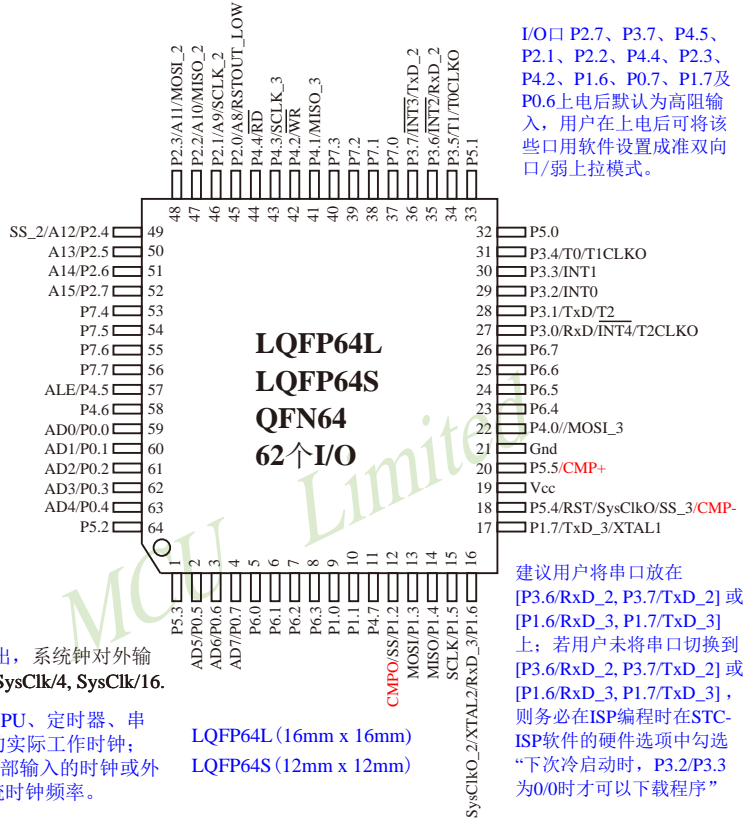 P2.3/A11/MOSI_2
P2.2/A10/MISO_2
P2.1/A9/SCLK_2
P2.0/A8/RSTOUT_LOW
P4.4/RD
P4.3/SCLK_3
P4.2/WR
P4.1/MISO_3
P7.3
P7.2
P7.1
P7.0
P3.7/INT3/TxD_2
P3.6/INT2/RxD_2
P3.5/T1/T0CLKO
P5.1
I/O口 P2.7、P3.7、P4.5、
P2.1、P2.2、P4.4、P2.3、
P4.2、P1.6、P0.7、P1.7及
P0.6上电后默认为高阻输
入，用户在上电后可将该
些口用软件设置成准双向
口/弱上拉模式。
48 47 46 45 44 43 42 41 40 39 38 37 36 35 34 33
SS_2/A12/P2.4 49
A13/P2.5 50
A14/P2.6 51
A15/P2.7 52
P7.4 53
P7.5 54
P7.6 55
P7.7 56
ALE/P4.5 57
P4.6 58
AD0/P0.0 59
AD1/P0.1 60
AD2/P0.2 61
AD3/P0.3 62
AD4/P0.4 63
P5.2 64
LQFP64L
LQFP64S
QFN64
62个I/O
32 P5.0
31 P3.4/T0/T1CLKO
30 P3.3/INT1
29 P3.2/INT0
28 P3.1/TxD/T2
27 P3.0/RxD/INT4/T2CLKO
26 P6.7
25 P6.6
24 P6.5
23 P6.4
22 P4.0//MOSI_3
21 Gnd
20 P5.5/CMP+
19 Vcc
18 P5.4/RST/SysClkO/SS_3/CMP-
17 P1.7/TxD_3/XTAL1
MCU Limited
1 2 3 4 5 6 7 8 9 10 11 12 13 14 15 16
P5.3
AD5/P0.5
AD6/P0.6
AD7/P0.7
P6.0
P6.1
P6.2
P6.3
P1.0
P1.1
P4.7
CMPO/SS/P1.2
MOSI/P1.3
MISO/P1.4
SCLK/P1.5
SysClkO_2/XTAL2/RxD_3/P1.6
出，系统钟对外输
SysClk/4, SysClk/16.
PU、定时器、串
的实际工作时钟；
部输入的时钟或外
统时钟频率。
LQFP64L（16mm x 16mm）
LQFP64S（12mm x 12mm）
建议用户将串口放在
[P3.6/RxD_2, P3.7/TxD_2] 或
[P1.6/RxD_3, P1.7/TxD_3]
上；若用户未将串口切换到
[P3.6/RxD_2, P3.7/TxD_2] 或
[P1.6/RxD_3, P1.7/TxD_3]，
则务必在ISP编程时在STC-
ISP软件的硬件选项中勾选
“下次冷启动时，P3.2/P3.3
为0/0时才可以下载程序”